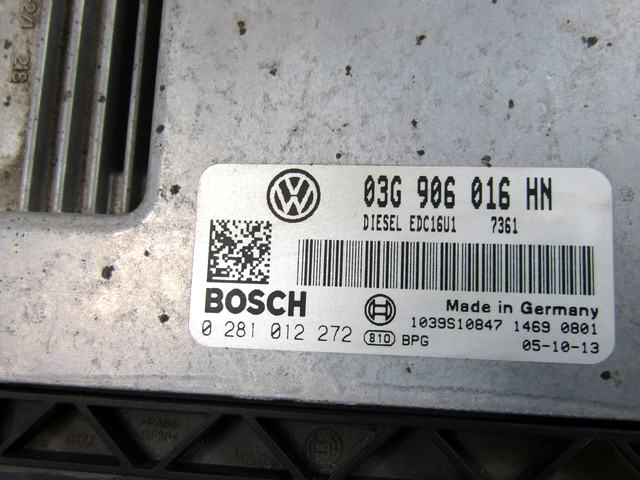 03G 906 016 HN
DIESEL EDC16U1 7361
BOSCH
Made in Germany
0 281 012 272 810 BPG
1039S10847 1469 0801
05-10-13